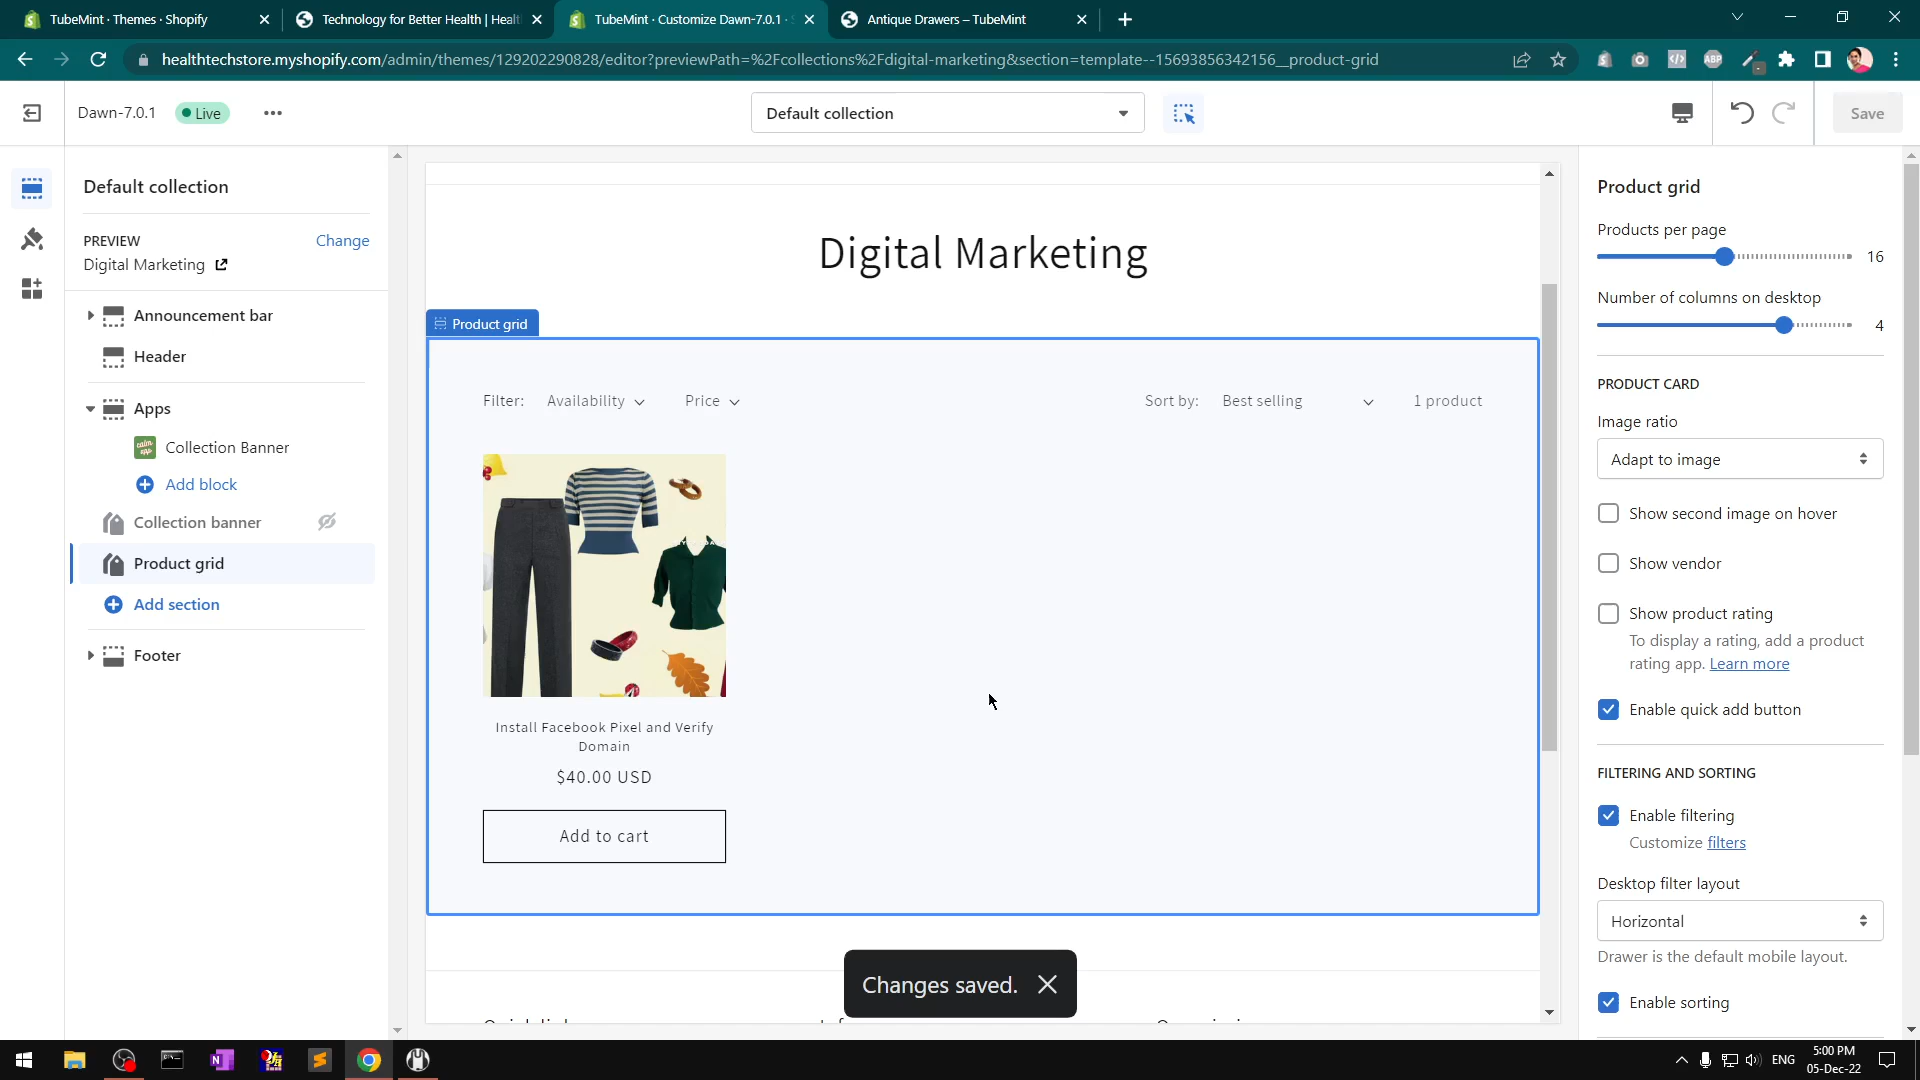 TubeMint · Themes · Shopify
Technology for Better Health | Healt
TubeMint · Customize Dawn-7.0.1 ·
Antique Drawers – TubeMint
healthtechstore.myshopify.com/admin/themes/129202290828/editor?previewPath=%2Fcollections%2Fdigital-marketing&section=template--15693856342156__product-grid
ABP
Dawn-7.0.1
Live
Default collection
Save
Default collection
PREVIEW
Change
Digital Marketing
Announcement bar
Header
Apps
Collection Banner
Add block
Collection banner
Product grid
Add section
Footer
Digital Marketing
Product grid
Filter:
Availability
Price
Sort by:
Best selling
1 product
Install Facebook Pixel and Verify
Domain
$40.00 USD
Add to cart
Changes saved.
Product grid
Products per page
16
Number of columns on desktop
4
PRODUCT CARD
Image ratio
Adapt to image
Show second image on hover
Show vendor
Show product rating
To display a rating, add a product
rating app. Learn more
Enable quick add button
FILTERING AND SORTING
Enable filtering
Customize filters
Desktop filter layout
Horizontal
Drawer is the default mobile layout.
Enable sorting
ENG
5:00 PM
05-Dec-22